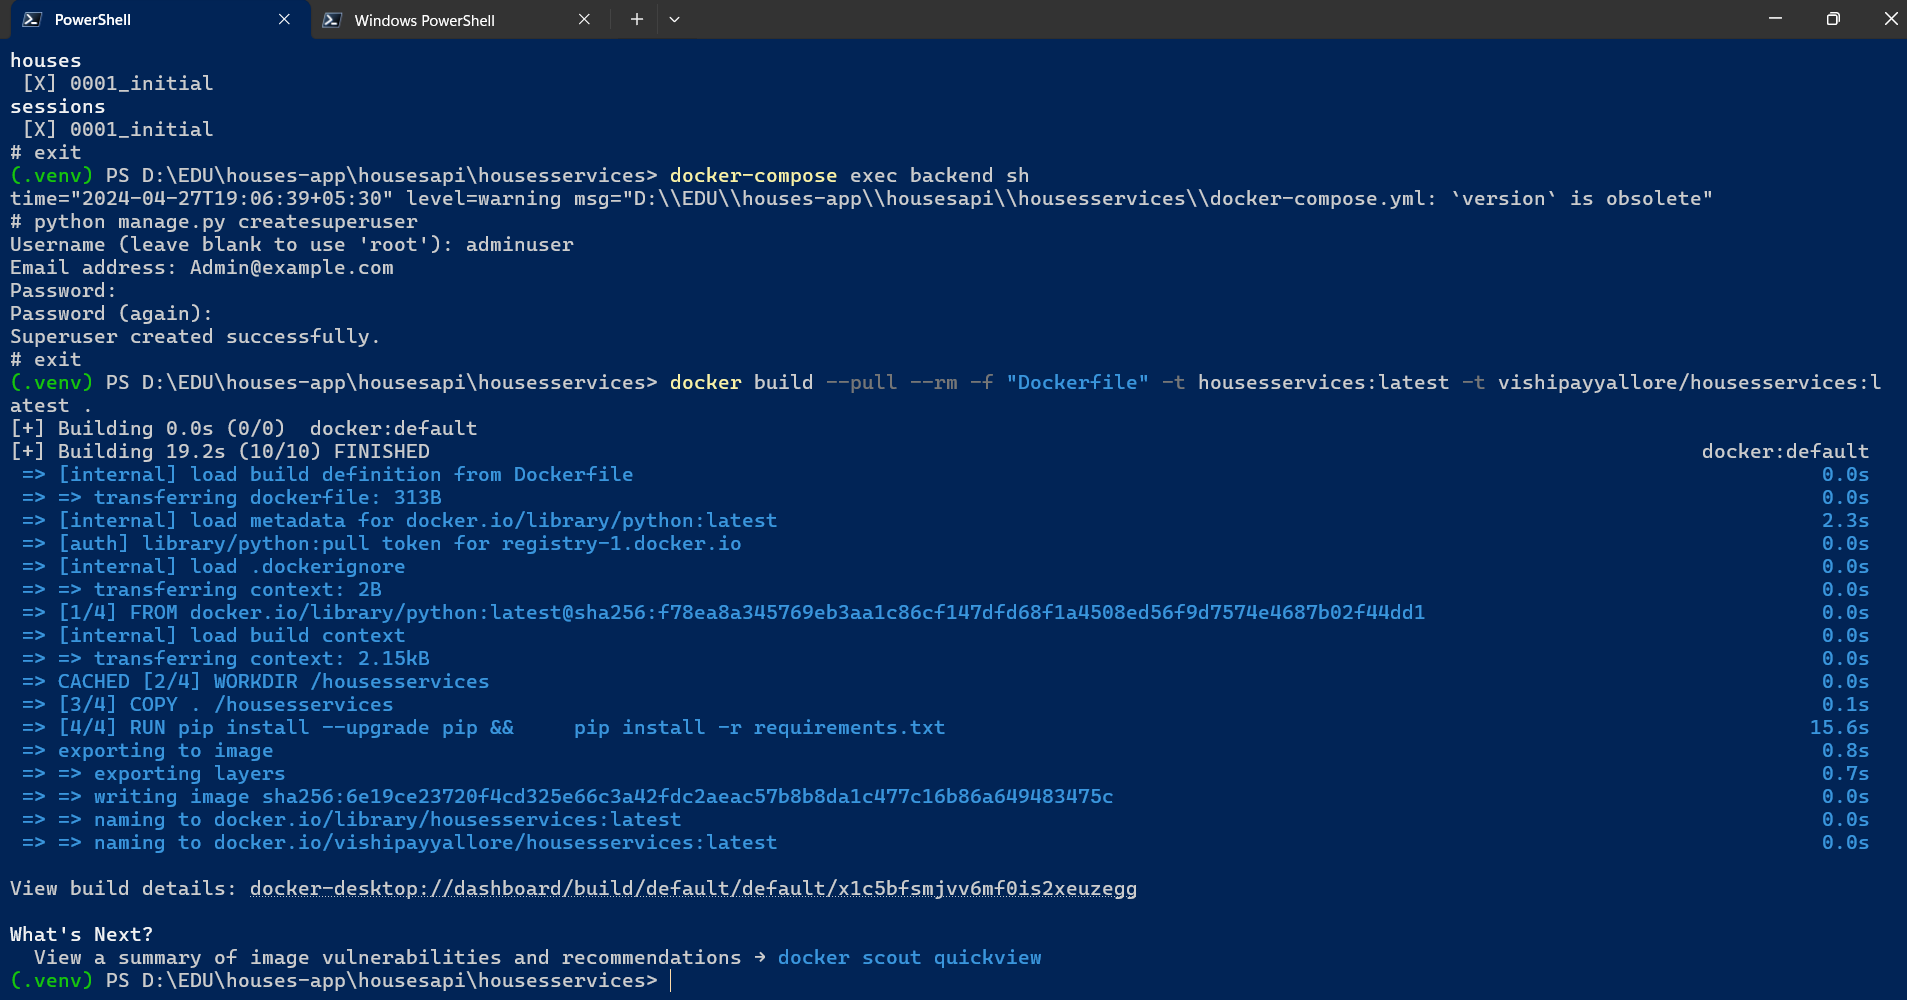 PowerShell
Windows PowerShell
houses
 [X] 0001_initial
sessions
 [X] 0001_initial
# exit
(.venv) PS D:\EDU\houses-app\housesapi\housesservices> docker-compose exec backend sh
time="2024-04-27T19:06:39+05:30" level=warning msg="D:\\EDU\\houses-app\\housesapi\\housesservices\\docker-compose.yml: `version` is obsolete"
# python manage.py createsuperuser
Username (leave blank to use 'root'): adminuser
Email address: Admin@example.com
Password:
Password (again):
Superuser created successfully.
# exit
(.venv) PS D:\EDU\houses-app\housesapi\housesservices> docker build --pull --rm -f "Dockerfile" -t housesservices:latest -t vishipayyallore/housesservices:l
atest .
[+] Building 0.0s (0/0)  docker:default
[+] Building 19.2s (10/10) FINISHED docker:default
 => [internal] load build definition from Dockerfile 0.0s
 => => transferring dockerfile: 313B 0.0s
 => [internal] load metadata for docker.io/library/python:latest 2.3s
 => [auth] library/python:pull token for registry-1.docker.io 0.0s
 => [internal] load .dockerignore 0.0s
 => => transferring context: 2B 0.0s
 => [1/4] FROM docker.io/library/python:latest@sha256:f78ea8a345769eb3aa1c86cf147dfd68f1a4508ed56f9d7574e4687b02f44dd1 0.0s
 => [internal] load build context 0.0s
 => => transferring context: 2.15kB 0.0s
 => CACHED [2/4] WORKDIR /housesservices 0.0s
 => [3/4] COPY . /housesservices 0.1s
 => [4/4] RUN pip install --upgrade pip &&     pip install -r requirements.txt 15.6s
 => exporting to image 0.8s
 => => exporting layers 0.7s
 => => writing image sha256:6e19ce23720f4cd325e66c3a42fdc2aeac57b8b8da1c477c16b86a649483475c 0.0s
 => => naming to docker.io/library/housesservices:latest 0.0s
 => => naming to docker.io/vishipayyallore/housesservices:latest 0.0s
View build details: docker-desktop://dashboard/build/default/default/x1c5bfsmjvv6mf0is2xeuzegg
What's Next?
  View a summary of image vulnerabilities and recommendations → docker scout quickview
(.venv) PS D:\EDU\houses-app\housesapi\housesservices>